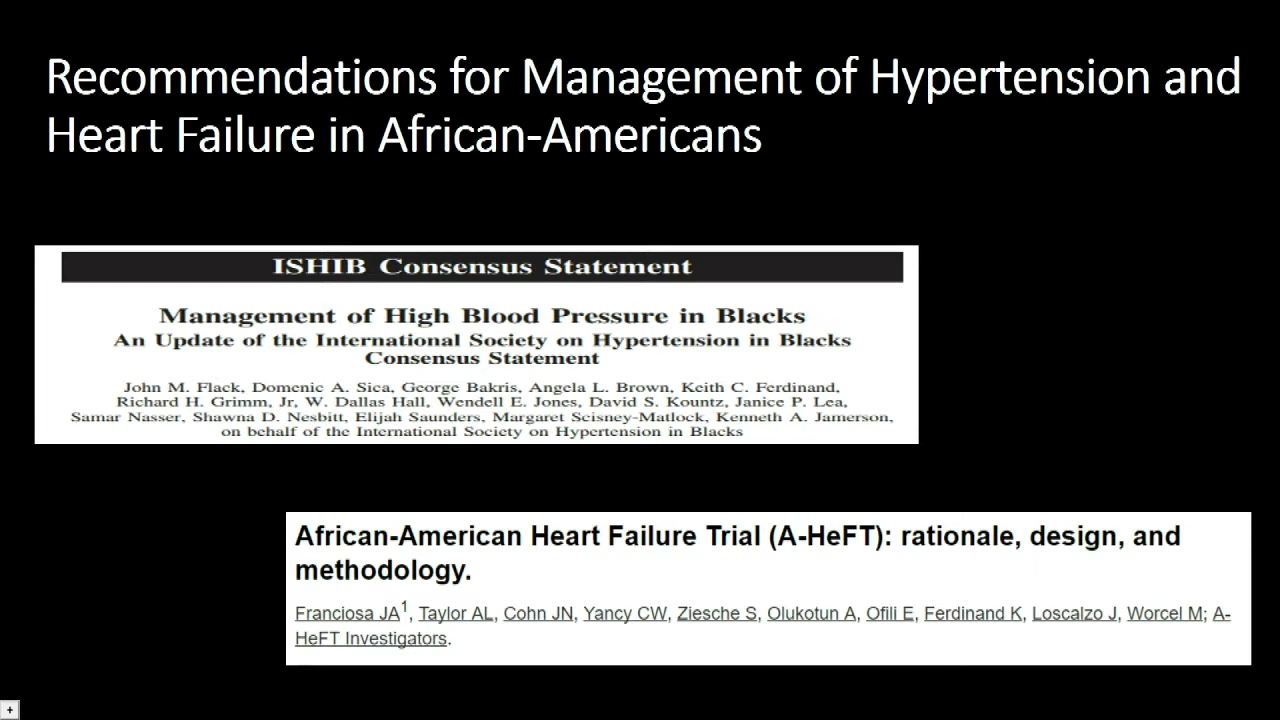 Recommendations for Management of Hypertension and
Heart Failure in African-Americans
ISHIB Consensus Statement
Management of High Blood Pressure in Blacks
An Update of the International Society on Hypertension in Blacks
Consensus Statement
John M. Flack, Domenic A. Sica, George Bakris, Angela L. Brown, Keith C. Ferdinand,
Richard H. Grimm, Jr, W. Dallas Hall, Wendell E. Jones, David S. Kountz, Janice P. Lea,
Samar Nasser, Shawna D. Nesbitt, Elijah Saunders, Margaret Scisney-Matlock, Kenneth A. Jamerson,
on behalf of the International Society on Hypertension in Blacks
African-American Heart Failure Trial (A-HeFT): rationale, design, and
methodology.
Franciosa JA1, Taylor AL, Cohn JN, Yancy CW, Ziesche S, Olukotun A, Ofili E, Ferdinand K, Loscalzo J, Worcel M; A-
HeFT Investigators.
+